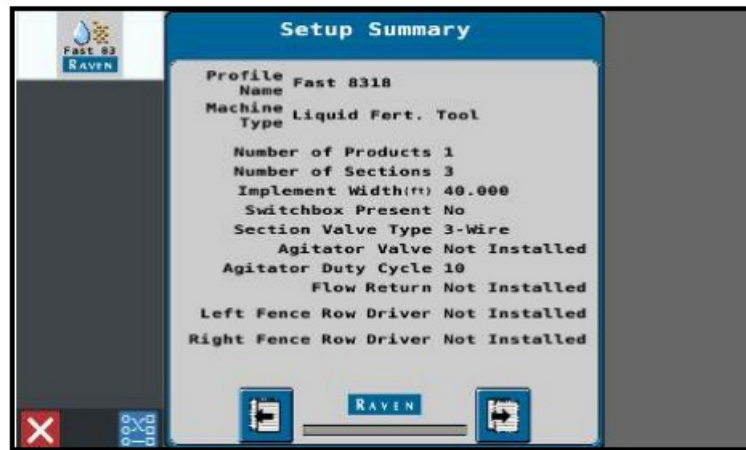 Fast 83
RAVEN
Setup Summary
Profile Name Fast 8318
Machine Type Liquid Fert. Tool
Number of Products 1
Number of Sections 3
Implement Width(ft) 40.000
Switchbox Present No
Section Valve Type 3-Wire
Agitator Valve Not Installed
Agitator Duty Cycle 10
Flow Return Not Installed
Left Fence Row Driver Not Installed
Right Fence Row Driver Not Installed
RAVEN